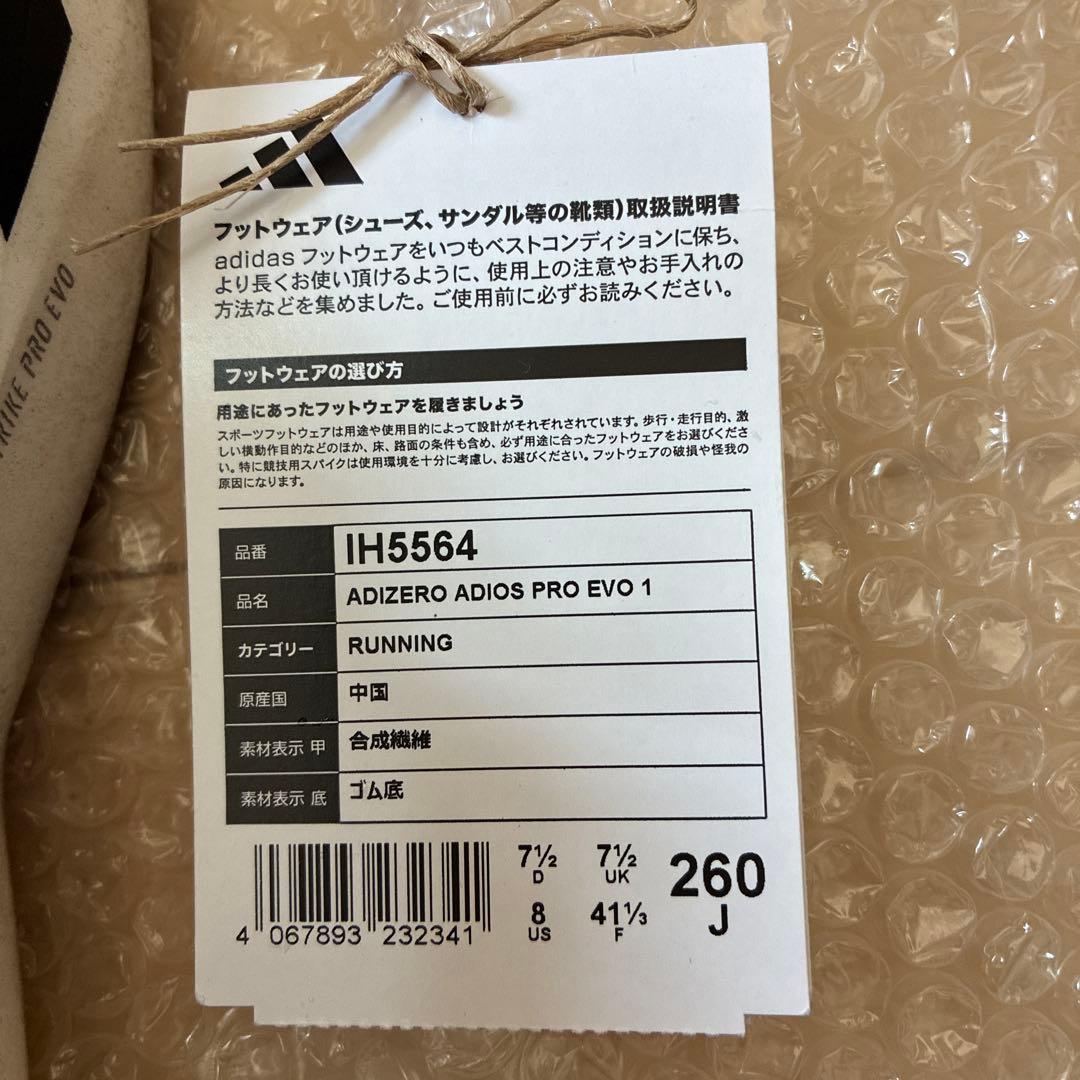 RIKE PRO EVO
フットウェア(シューズ、サンダル等の靴類)取扱説明書
adidas フットウェアをいつもベストコンディションに保ち、
より長くお使い頂けるように、使用上の注意やお手入れの
方法などを集めました。ご使用前に必ずお読みください。
フットウェアの選び方
用途にあったフットウェアを履きましょう
スポーツフットウェアは用途や使用目的によって設計がそれぞれされています。歩行・走行目的、激
しい横動作目的などのほか、床、路面の条件も含め、必ず用途に合ったフットウェアをお選びくださ
い。特に競技用スパイクは使用環境を十分に考慮し、お選びください。フットウェアの破損や怪我の
原因になります。
品番 IH5564
品名 ADIZERO ADIOS PRO EVO 1
カテゴリー RUNNING
原産国 中国
素材表示 甲 合成繊維
素材表示 底 ゴム底
7½ D 7½ UK 260 J
8 US 41⅓ F
4 067893 232341